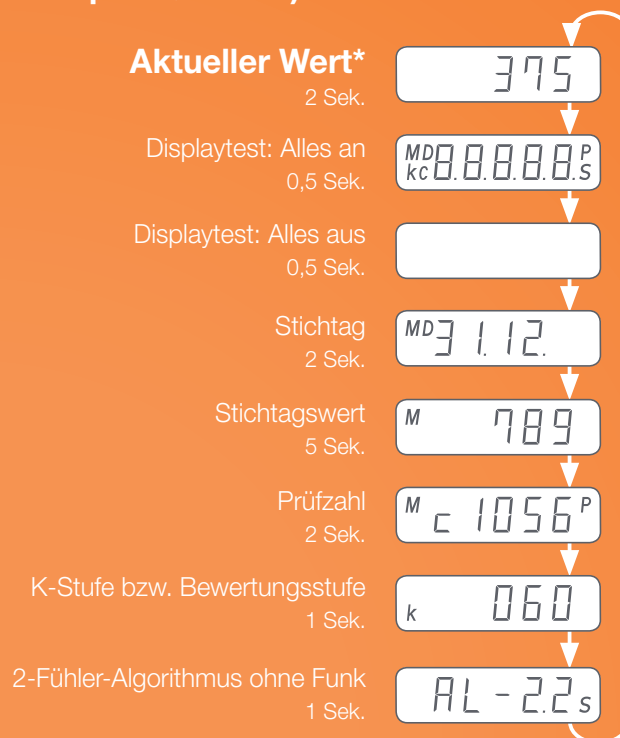 Aktueller Wert*
2 Sek.
375
Displaytest: Alles an
0,5 Sek.
MD kc 8.8.8.8.8. P S
Displaytest: Alles aus
0,5 Sek.
Stichtag
2 Sek.
MD 31.12.
Stichtagswert
5 Sek.
M 789
Prüfzahl
2 Sek.
M c 1056 P
K-Stufe bzw. Bewertungsstufe
1 Sek.
k 060
2-Fühler-Algorithmus ohne Funk
1 Sek.
AL-2.2 s